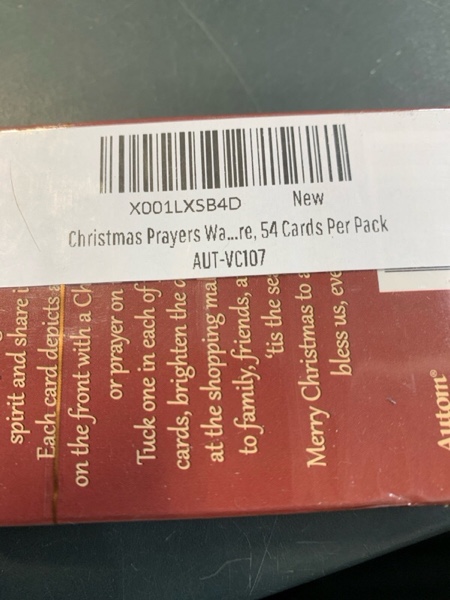 X001LXSB4D New
Christmas Prayers Wa...re, 54 Cards Per Pack
AUT-VC107
spirit and share i
Each card depicts a
on the front with a Ch
or prayer on
Tuck one in each of
cards, brighten the c
at the shopping ma
to family, friends, a
'tis the sea
Merry Christmas to a
bless us, eve
Autom®